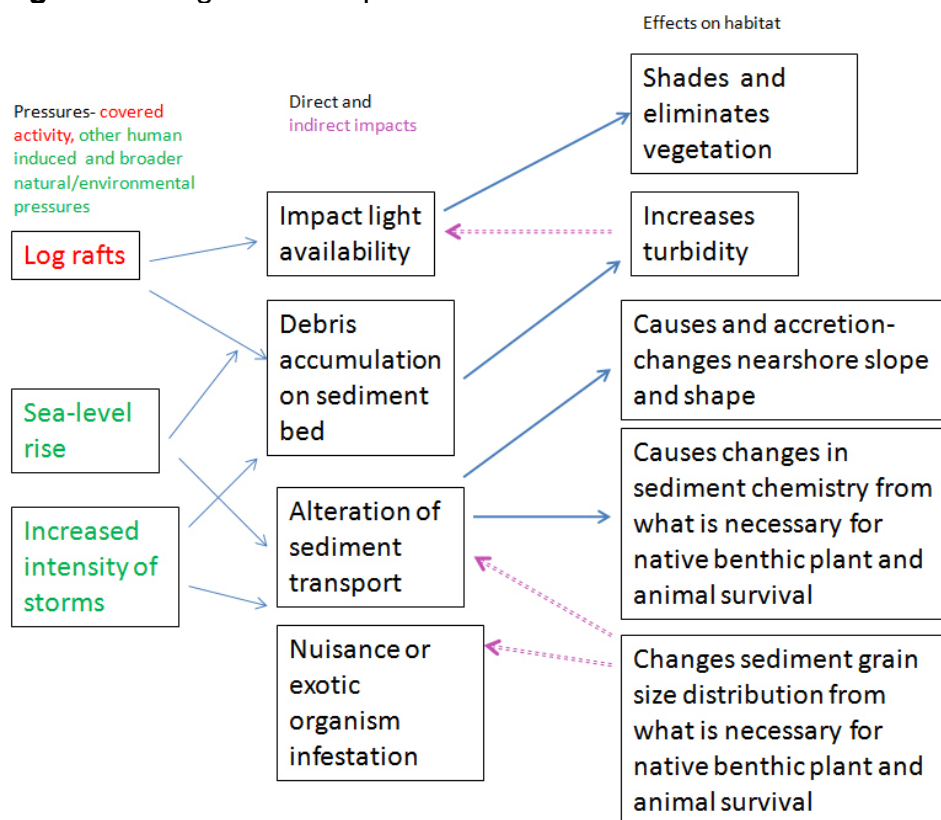 Effects on habitat
Pressures- covered
activity, other human
induced and broader
natural/environmental
pressures
Direct and
indirect impacts
Log rafts
Sea-level
rise
Increased
intensity of
storms
Impact light
availability
Debris
accumulation
on sediment
bed
Alteration of
sediment
transport
Nuisance or
exotic
organism
infestation
Shades and
eliminates
vegetation
Increases
turbidity
Causes and accretion-
changes nearshore slope
and shape
Causes changes in
sediment chemistry from
what is necessary for
native benthic plant and
animal survival
Changes sediment grain
size distribution from
what is necessary for
native benthic plant and
animal survival